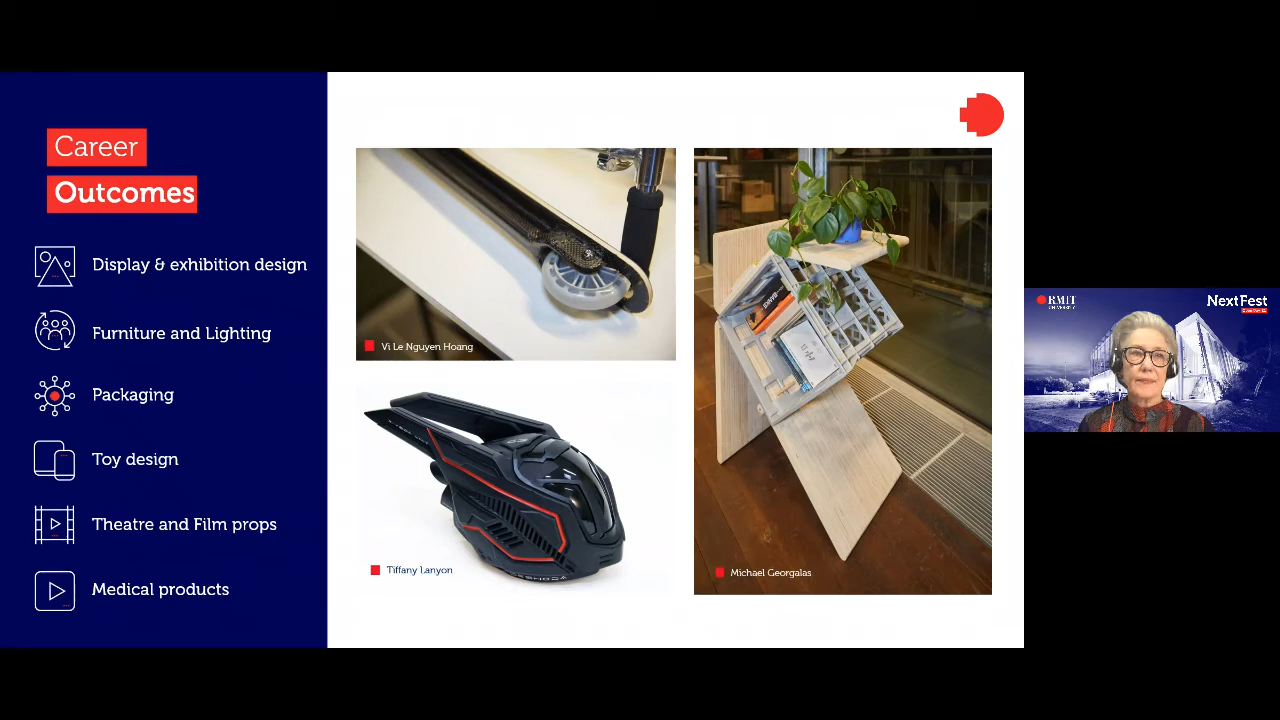 Career
Outcomes
Display & exhibition design
Furniture and Lighting
Packaging
Toy design
Theatre and Film props
Medical products
Vi Le Nguyen Hoang
Tiffany Lanyon
Michael Georgalas
RMIT
UNIVERSITY
NextFest